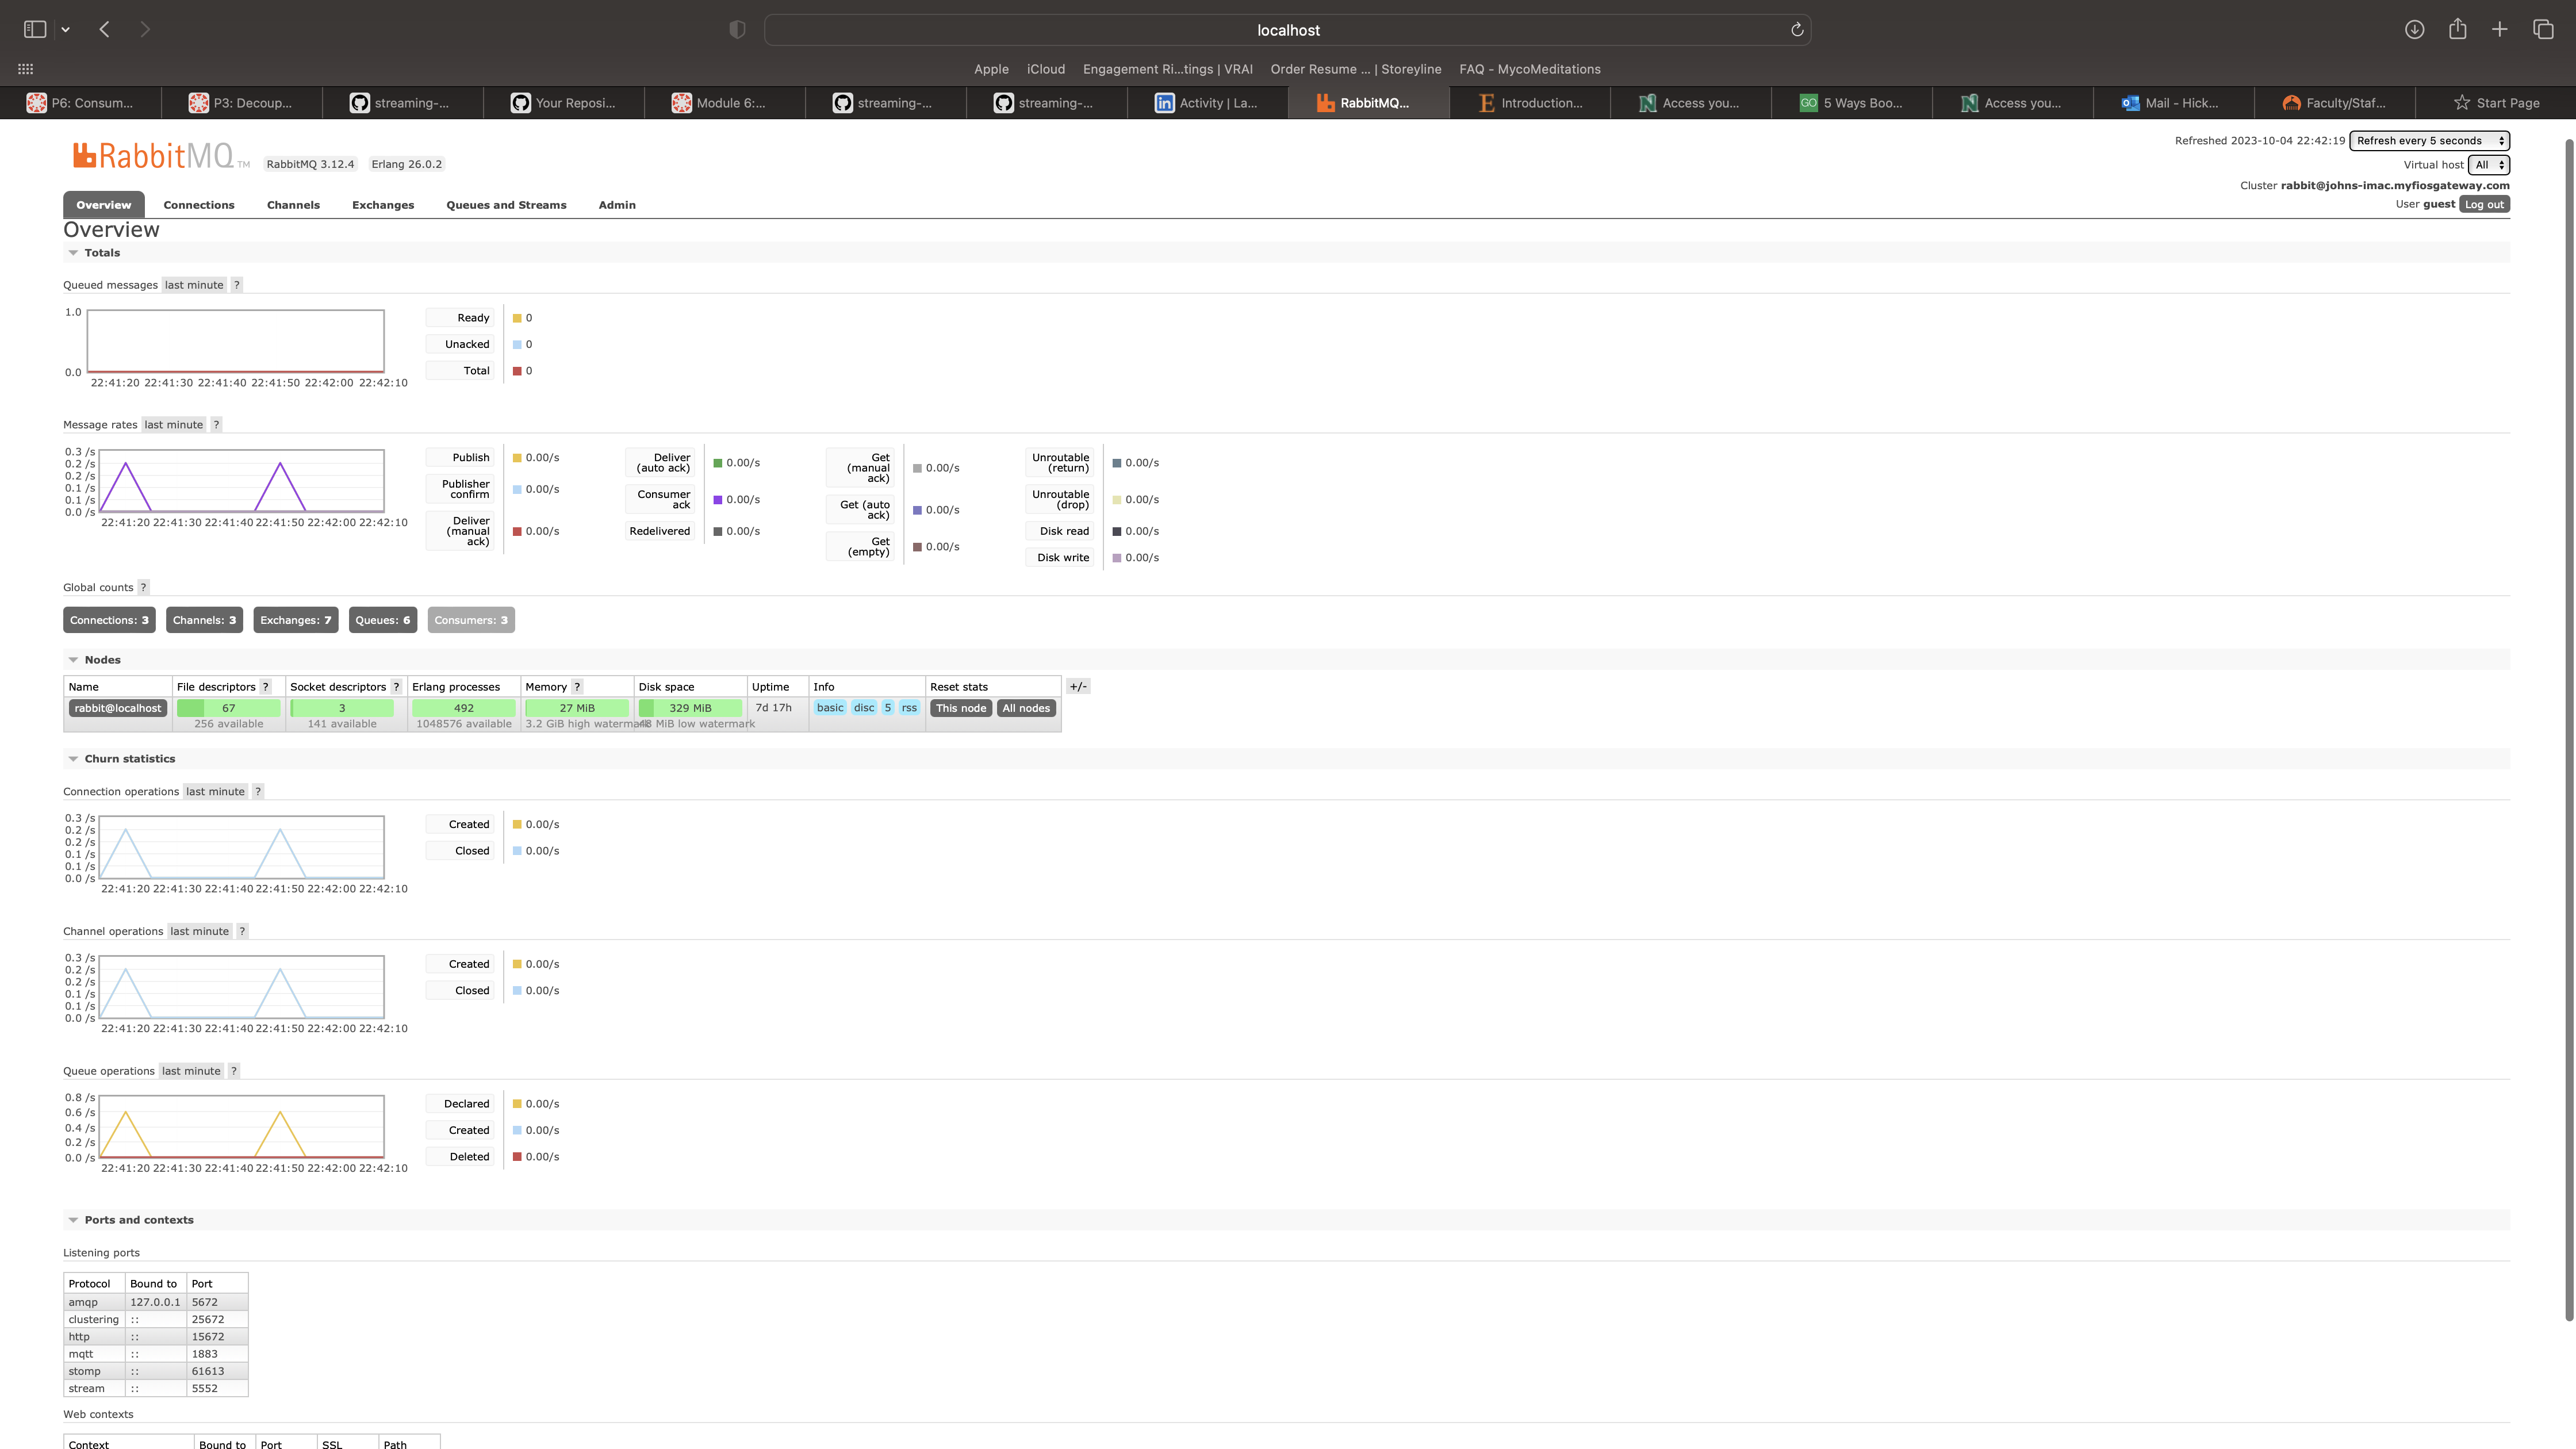 localhost
Apple iCloud Engagement Ri...tings | VRAI Order Resume ... | Storeyline FAQ - MycoMeditations
P6: Consum... P3: Decoup... streaming-... Your Reposi... Module 6:... streaming-... streaming-... Activity | La... RabbitMQ... Introduction... Access you... 5 Ways Boo... Access you... Mail - Hick... Faculty/Staf... Start Page
RabbitMQ TM RabbitMQ 3.12.4 Erlang 26.0.2
Refreshed 2023-10-04 22:42:19 Refresh every 5 seconds
Virtual host All
Cluster rabbit@johns-imac.myfiosgateway.com
User guest Log out
Overview Connections Channels Exchanges Queues and Streams Admin
Overview
Totals
Queued messages last minute ?
1.0
0.0
22:41:20 22:41:30 22:41:40 22:41:50 22:42:00 22:42:10
Ready 0
Unacked 0
Total 0
Message rates last minute ?
0.3 /s
0.2 /s
0.2 /s
0.1 /s
0.1 /s
0.0 /s
22:41:20 22:41:30 22:41:40 22:41:50 22:42:00 22:42:10
Publish 0.00/s
Publisher confirm 0.00/s
Deliver (manual ack) 0.00/s
Deliver (auto ack) 0.00/s
Consumer ack 0.00/s
Redelivered 0.00/s
Get (manual ack) 0.00/s
Get (auto ack) 0.00/s
Get (empty) 0.00/s
Unroutable (return) 0.00/s
Unroutable (drop) 0.00/s
Disk read 0.00/s
Disk write 0.00/s
Global counts ?
Connections: 3 Channels: 3 Exchanges: 7 Queues: 6 Consumers: 3
Nodes
Name File descriptors ? Socket descriptors ? Erlang processes Memory ? Disk space Uptime Info Reset stats +/-
rabbit@localhost 67 3 492 27 MiB 329 MiB 7d 17h basic disc 5 rss This node All nodes
256 available 141 available 1048576 available 3.2 GiB high watermark 48 MiB low watermark
Churn statistics
Connection operations last minute ?
0.3 /s
0.2 /s
0.2 /s
0.1 /s
0.1 /s
0.0 /s
22:41:20 22:41:30 22:41:40 22:41:50 22:42:00 22:42:10
Created 0.00/s
Closed 0.00/s
Channel operations last minute ?
0.3 /s
0.2 /s
0.2 /s
0.1 /s
0.1 /s
0.0 /s
22:41:20 22:41:30 22:41:40 22:41:50 22:42:00 22:42:10
Created 0.00/s
Closed 0.00/s
Queue operations last minute ?
0.8 /s
0.6 /s
0.4 /s
0.2 /s
0.0 /s
22:41:20 22:41:30 22:41:40 22:41:50 22:42:00 22:42:10
Declared 0.00/s
Created 0.00/s
Deleted 0.00/s
Ports and contexts
Listening ports
Protocol Bound to Port
amqp 127.0.0.1 5672
clustering :: 25672
http :: 15672
mqtt :: 1883
stomp :: 61613
stream :: 5552
Web contexts
Context Bound to Port SSL Path